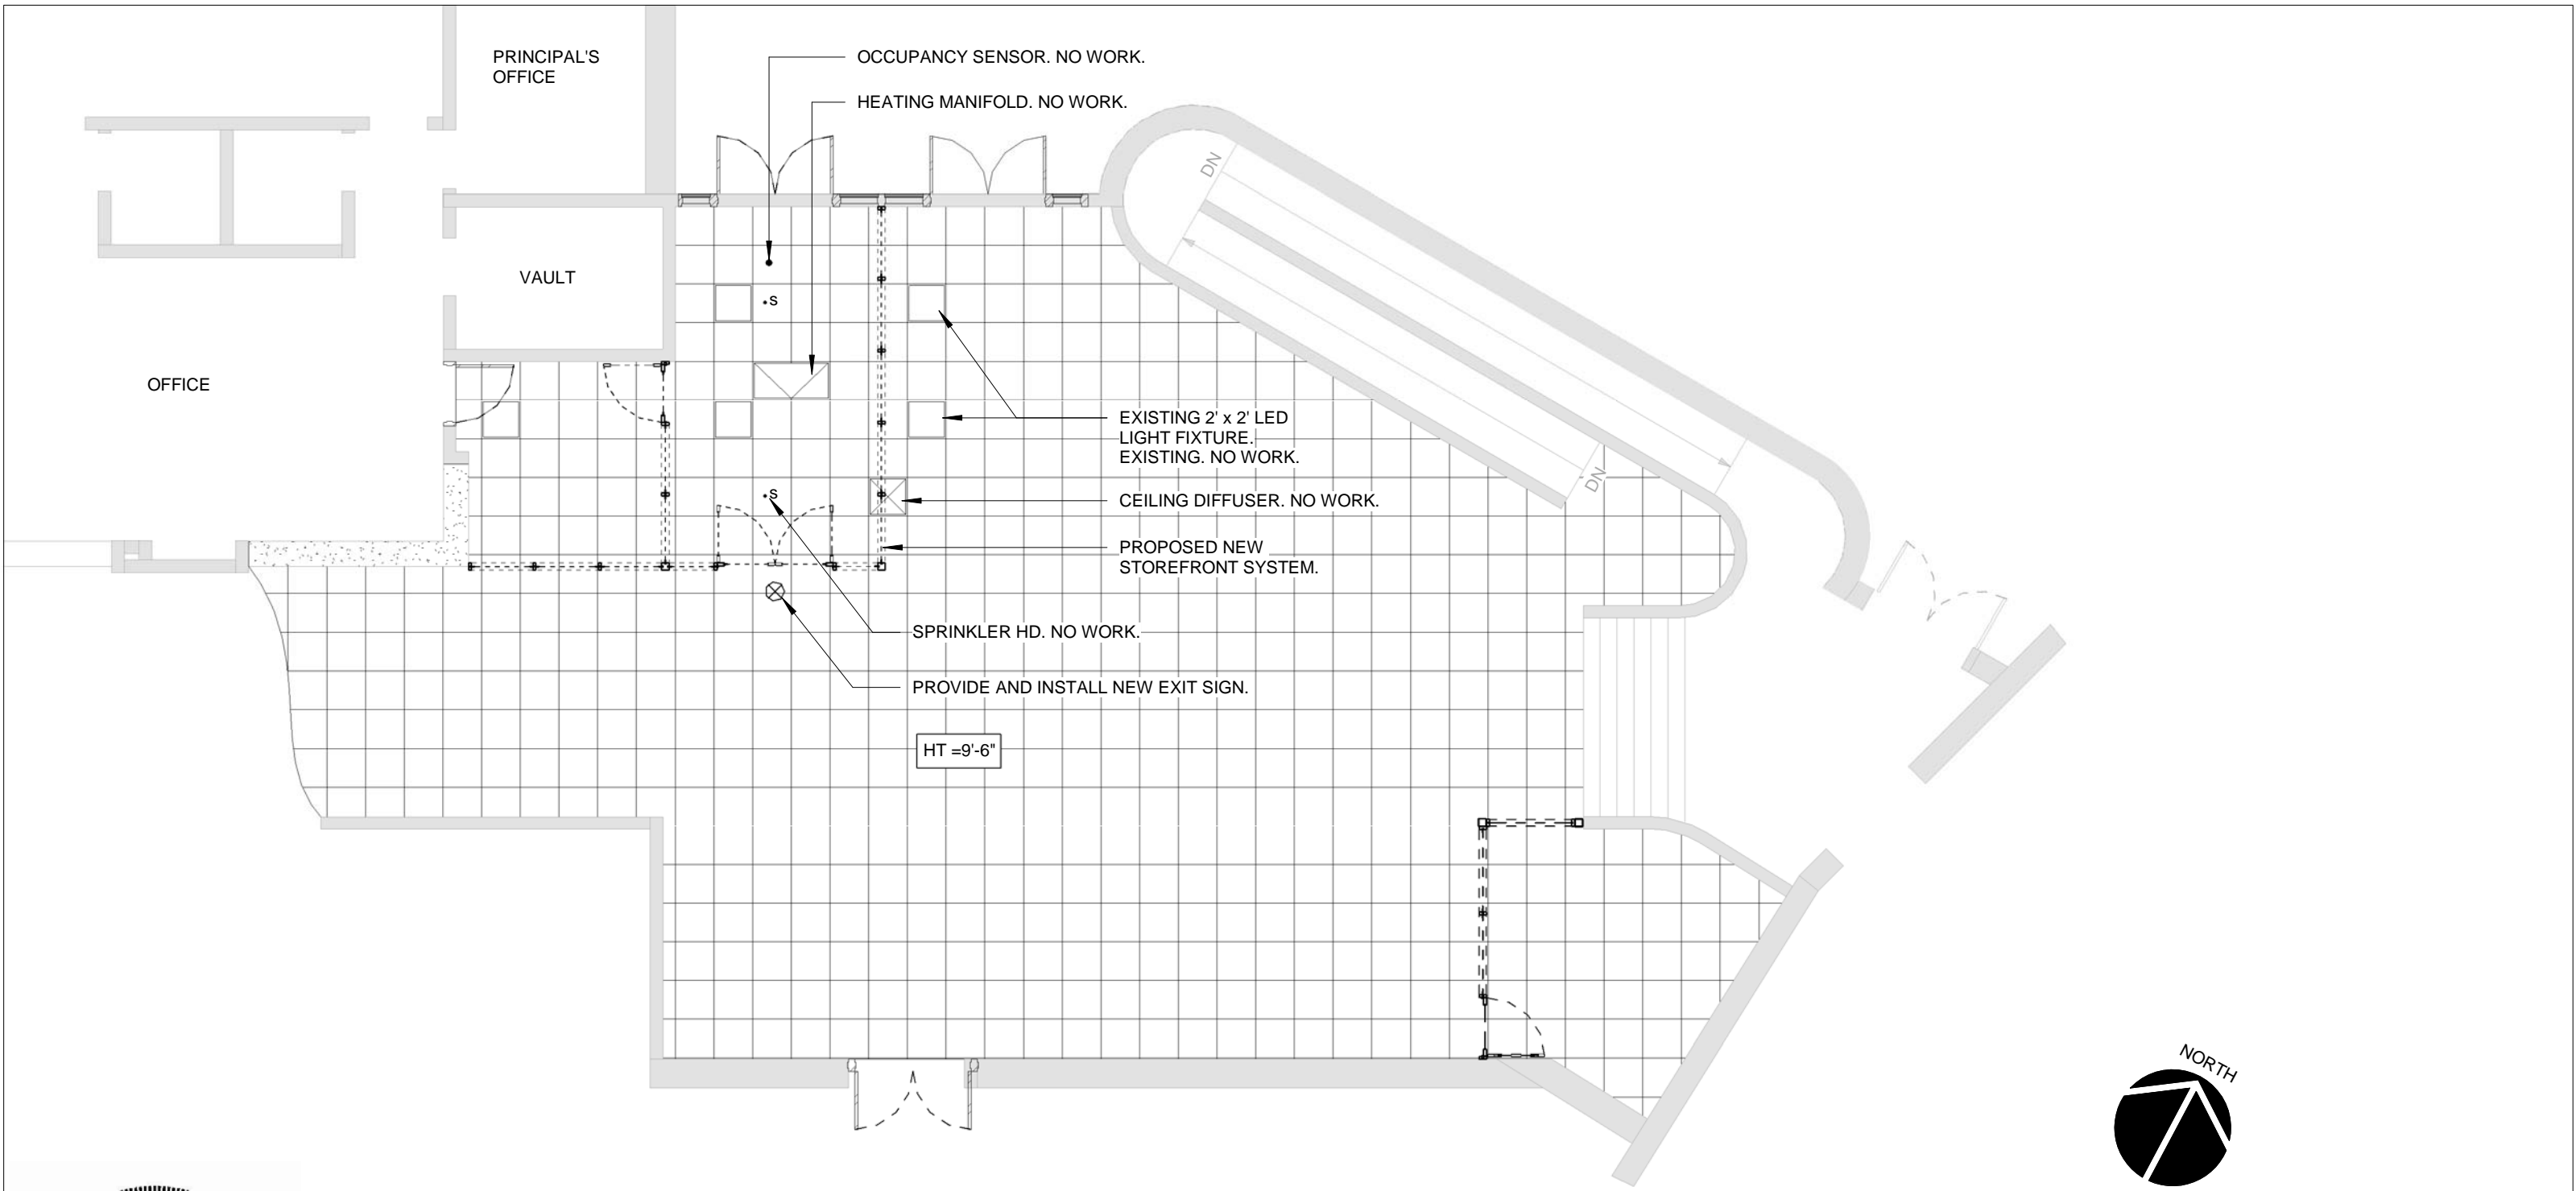 PRINCIPAL'S
OFFICE
OCCUPANCY SENSOR. NO WORK.
HEATING MANIFOLD. NO WORK.
DN
VAULT
S
OFFICE
EXISTING 2' x 2' LED
LIGHT FIXTURE.
EXISTING. NO WORK.
S
CEILING DIFFUSER. NO WORK.
DN
PROPOSED NEW
STOREFRONT SYSTEM.
SPRINKLER HD. NO WORK.
PROVIDE AND INSTALL NEW EXIT SIGN.
HT =9'-6"
NORTH